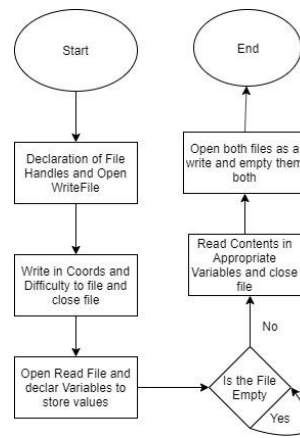 Start
Declaration of File
Handles and Open
WriteFile
Write in Coords and
Difficulty to file and
close file
Open Read File and
declar Variables to
store values
Is the File
Empty
Yes
No
Read Contents in
Appropriate
Variables and close
file
Open both files as a
write and empty them
both
End